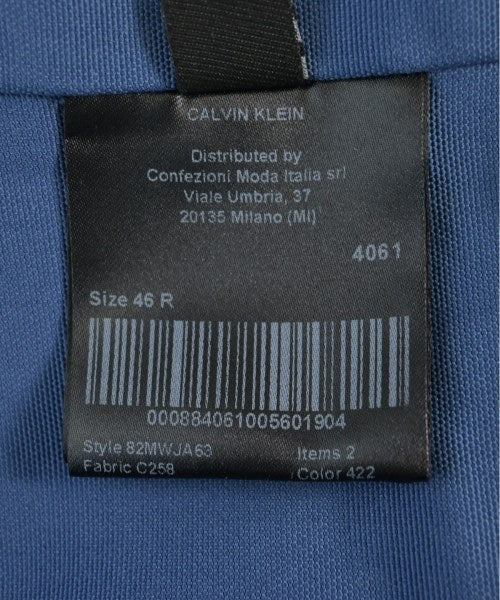 CALVIN KLEIN
Distributed by
Confezioni Moda Italia srl
Viale Umbria, 37
20135 Milano (MI)
4061
Size 46 R
000884061005601904
Style 82MWJA63 Items 2
Fabric C258 Color 422